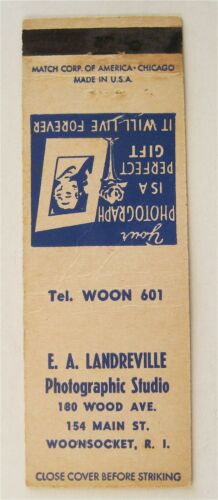 MATCH CORP. OF AMERICA • CHICAGO
MADE IN U.S.A.
Your
PHOTOGRAPH
IS A
PERFECT
GIFT
IT WILL LIVE FOREVER
Tel. WOON 601
E. A. LANDREVILLE
Photographic Studio
180 WOOD AVE.
154 MAIN ST.
WOONSOCKET, R. I.
CLOSE COVER BEFORE STRIKING